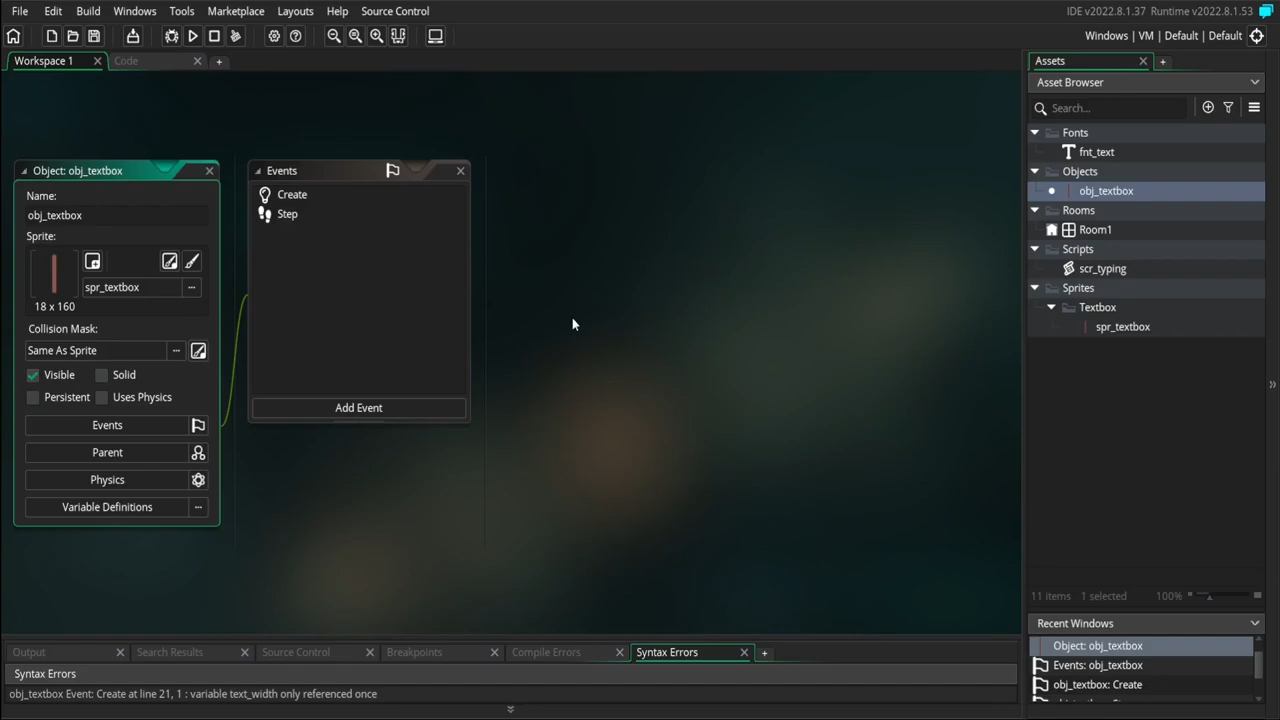 File Edit Build Windows Tools Marketplace Layouts Help Source Control IDE v2022.8.1.37 Runtime v2022.8.1.53
Windows | VM | Default | Default
Workspace 1 Code
Assets
Asset Browser
Search...
Fonts
fnt_text
Objects
obj_textbox
Rooms
Room1
Scripts
scr_typing
Sprites
Textbox
spr_textbox
Object: obj_textbox
Name:
obj_textbox
Sprite:
spr_textbox
18 x 160
Collision Mask:
Same As Sprite
Visible Solid
Persistent Uses Physics
Events
Parent
Physics
Variable Definitions
Events
Create
Step
Add Event
11 items 1 selected 100%
Recent Windows
Object: obj_textbox
Events: obj_textbox
obj_textbox: Create
Output Search Results Source Control Breakpoints Compile Errors Syntax Errors
Syntax Errors
obj_textbox Event: Create at line 21, 1 : variable text_width only referenced once